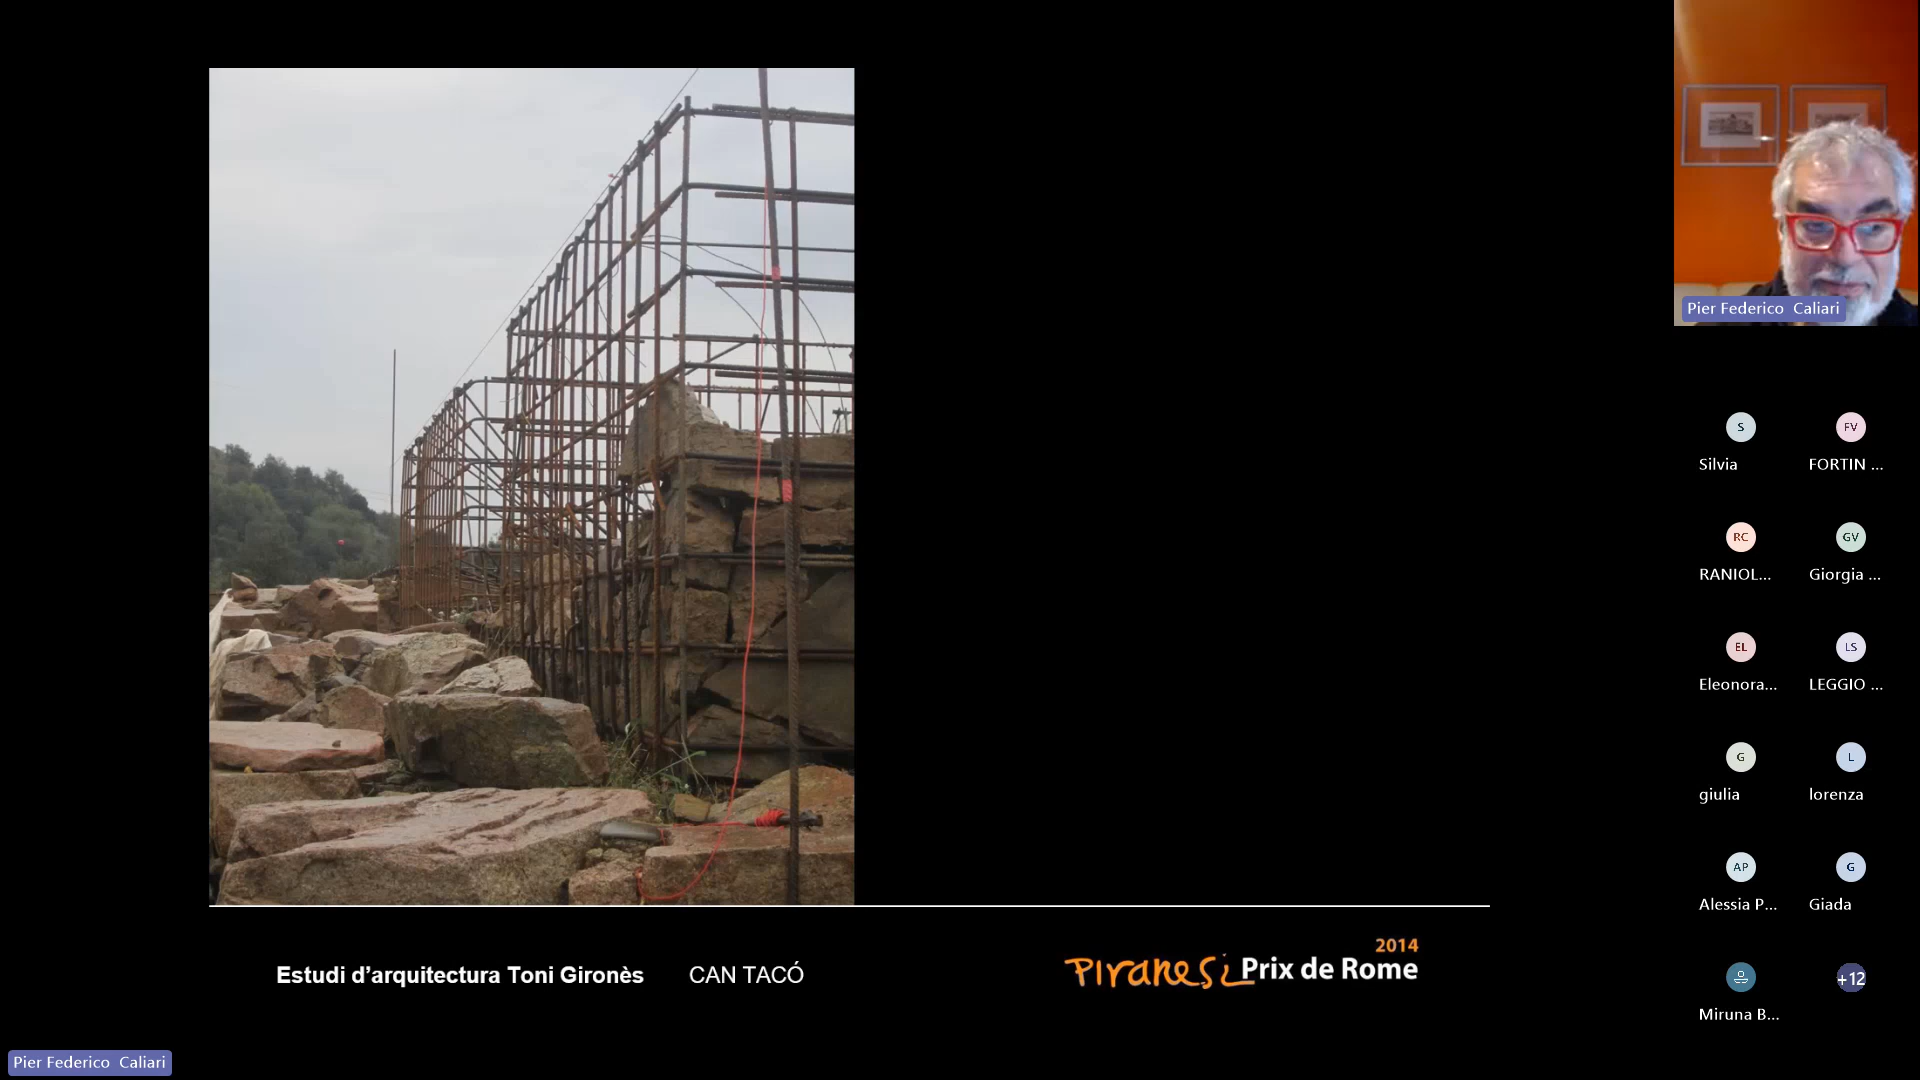 Estudi d’arquitectura Toni Gironès
CAN TACÓ
2014
Piranesi Prix de Rome
Pier Federico Caliari
S
FV
Silvia
FORTIN ...
RC
GV
RANIOL...
Giorgia ...
EL
LS
Eleonora...
LEGGIO ...
G
L
giulia
lorenza
AP
G
Alessia P...
Giada
+12
Miruna B...
Pier Federico Caliari